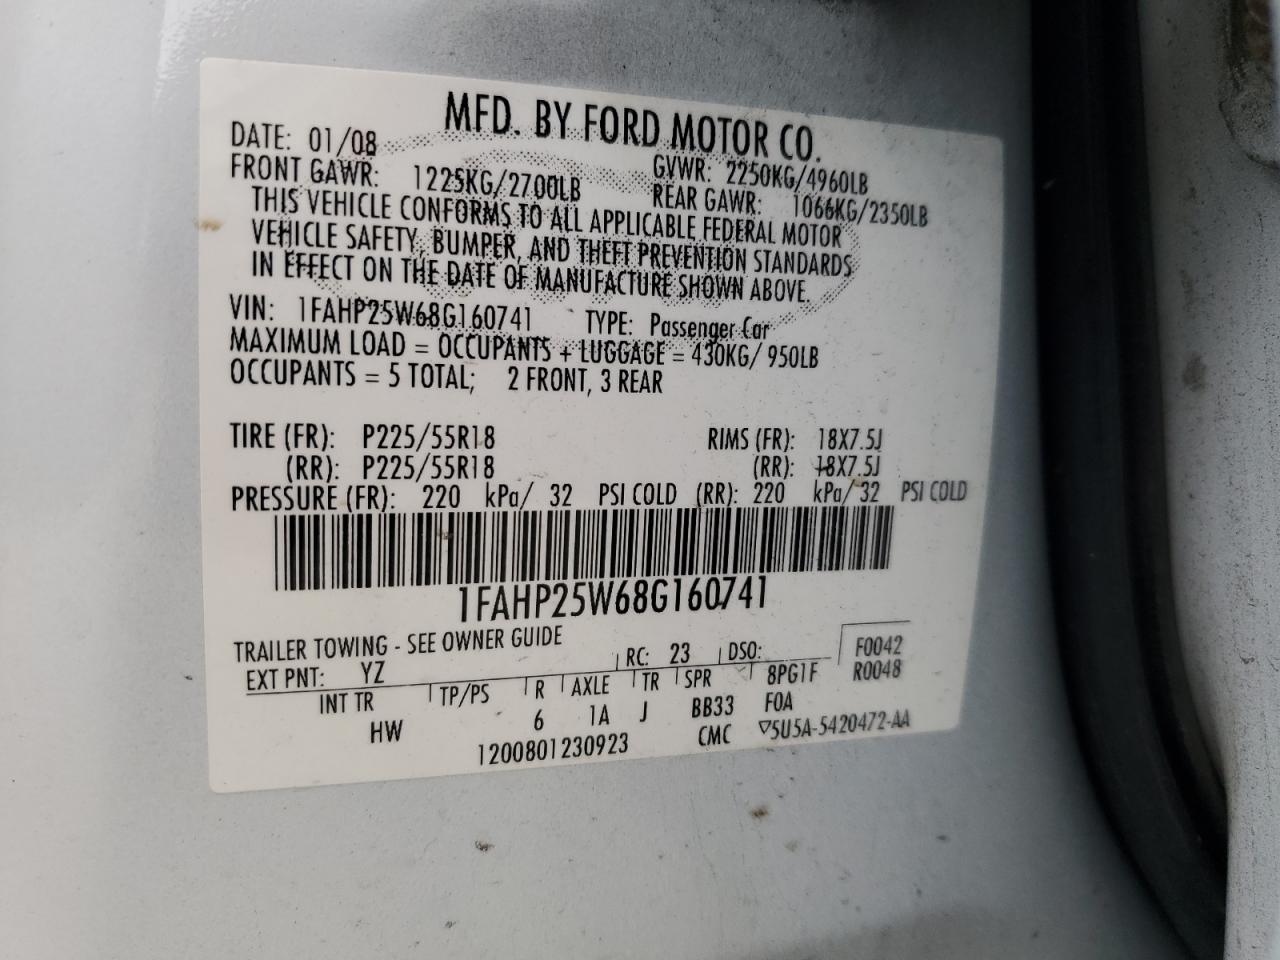 MFD. BY FORD MOTOR CO.
DATE: 01/08 GVWR: 2250KG/4960LB
FRONT GAWR: 1225KG/2700LB REAR GAWR: 1066KG/2350LB
THIS VEHICLE CONFORMS TO ALL APPLICABLE FEDERAL MOTOR
VEHICLE SAFETY, BUMPER, AND THEFT PREVENTION STANDARDS
IN EFFECT ON THE DATE OF MANUFACTURE SHOWN ABOVE.
VIN: 1FAHP25W68G160741 TYPE: Passenger Car
MAXIMUM LOAD = OCCUPANTS + LUGGAGE = 430KG/ 950LB
OCCUPANTS = 5 TOTAL; 2 FRONT, 3 REAR
TIRE (FR): P225/55R18 RIMS (FR): 18X7.5J
(RR): P225/55R18 (RR): 18X7.5J
PRESSURE (FR): 220 kPa/ 32 PSI COLD (RR): 220 kPa/ 32 PSI COLD
1FAHP25W68G160741
TRAILER TOWING - SEE OWNER GUIDE
EXT PNT: YZ RC: 23 DSO: F0042
R0048
INT TR TP/PS R AXLE TR SPR 8PG1F
HW 6 1A J BB33 FOA
1200801230923 CMC ▽5U5A-5420472-AA